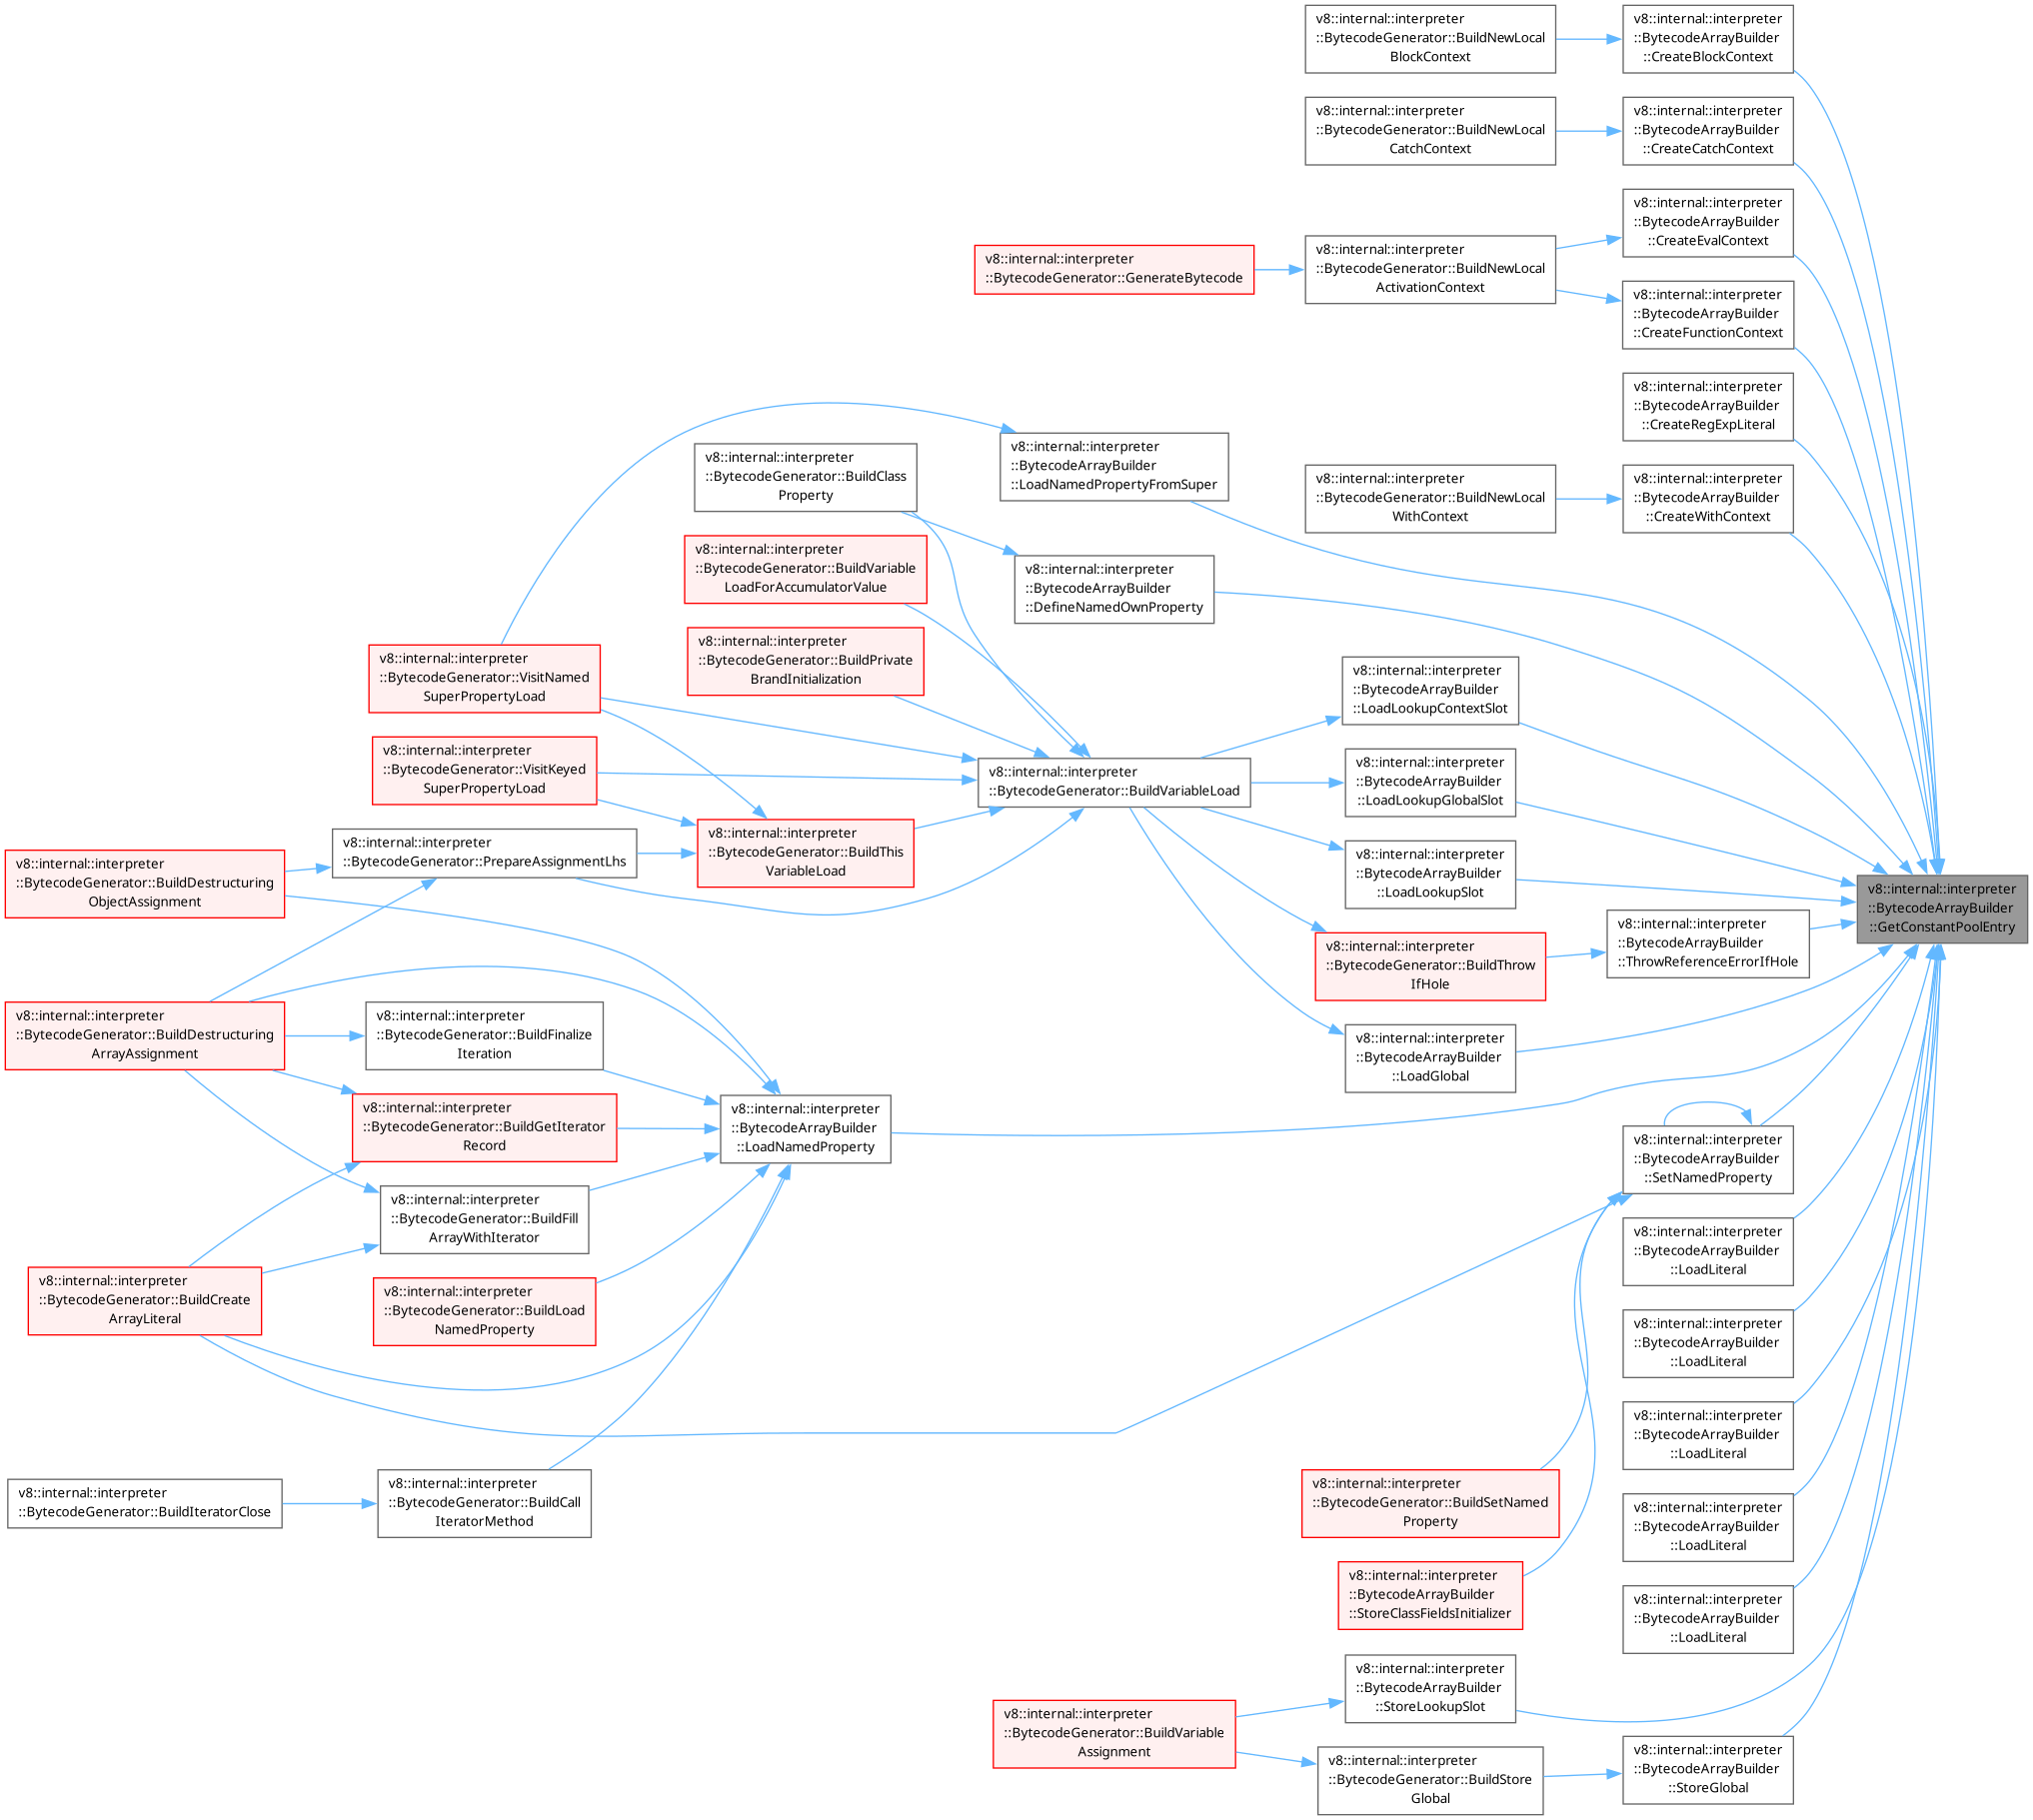 v8::internal::interpreter
::BytecodeGenerator::BuildNewLocal
BlockContext
v8::internal::interpreter
::BytecodeArrayBuilder
::CreateBlockContext
v8::internal::interpreter
::BytecodeGenerator::BuildNewLocal
CatchContext
v8::internal::interpreter
::BytecodeArrayBuilder
::CreateCatchContext
v8::internal::interpreter
::BytecodeArrayBuilder
::CreateEvalContext
v8::internal::interpreter
::BytecodeGenerator::GenerateBytecode
v8::internal::interpreter
::BytecodeGenerator::BuildNewLocal
ActivationContext
v8::internal::interpreter
::BytecodeArrayBuilder
::CreateFunctionContext
v8::internal::interpreter
::BytecodeArrayBuilder
::CreateRegExpLiteral
v8::internal::interpreter
::BytecodeGenerator::BuildClass
Property
v8::internal::interpreter
::BytecodeArrayBuilder
::LoadNamedPropertyFromSuper
v8::internal::interpreter
::BytecodeGenerator::BuildNewLocal
WithContext
v8::internal::interpreter
::BytecodeArrayBuilder
::CreateWithContext
v8::internal::interpreter
::BytecodeGenerator::BuildVariable
LoadForAccumulatorValue
v8::internal::interpreter
::BytecodeArrayBuilder
::DefineNamedOwnProperty
v8::internal::interpreter
::BytecodeGenerator::VisitNamed
SuperPropertyLoad
v8::internal::interpreter
::BytecodeGenerator::BuildPrivate
BrandInitialization
v8::internal::interpreter
::BytecodeArrayBuilder
::LoadLookupContextSlot
v8::internal::interpreter
::BytecodeGenerator::VisitKeyed
SuperPropertyLoad
v8::internal::interpreter
::BytecodeGenerator::BuildVariableLoad
v8::internal::interpreter
::BytecodeArrayBuilder
::LoadLookupGlobalSlot
v8::internal::interpreter
::BytecodeGenerator::BuildDestructuring
ObjectAssignment
v8::internal::interpreter
::BytecodeGenerator::PrepareAssignmentLhs
v8::internal::interpreter
::BytecodeGenerator::BuildThis
VariableLoad
v8::internal::interpreter
::BytecodeArrayBuilder
::LoadLookupSlot
v8::internal::interpreter
::BytecodeArrayBuilder
::GetConstantPoolEntry
v8::internal::interpreter
::BytecodeGenerator::BuildThrow
IfHole
v8::internal::interpreter
::BytecodeArrayBuilder
::ThrowReferenceErrorIfHole
v8::internal::interpreter
::BytecodeGenerator::BuildDestructuring
ArrayAssignment
v8::internal::interpreter
::BytecodeGenerator::BuildFinalize
Iteration
v8::internal::interpreter
::BytecodeArrayBuilder
::LoadGlobal
v8::internal::interpreter
::BytecodeGenerator::BuildGetIterator
Record
v8::internal::interpreter
::BytecodeArrayBuilder
::LoadNamedProperty
v8::internal::interpreter
::BytecodeArrayBuilder
::SetNamedProperty
v8::internal::interpreter
::BytecodeGenerator::BuildFill
ArrayWithIterator
v8::internal::interpreter
::BytecodeArrayBuilder
::LoadLiteral
v8::internal::interpreter
::BytecodeGenerator::BuildCreate
ArrayLiteral
v8::internal::interpreter
::BytecodeGenerator::BuildLoad
NamedProperty
v8::internal::interpreter
::BytecodeArrayBuilder
::LoadLiteral
v8::internal::interpreter
::BytecodeArrayBuilder
::LoadLiteral
v8::internal::interpreter
::BytecodeGenerator::BuildIteratorClose
v8::internal::interpreter
::BytecodeGenerator::BuildCall
IteratorMethod
v8::internal::interpreter
::BytecodeGenerator::BuildSetNamed
Property
v8::internal::interpreter
::BytecodeArrayBuilder
::LoadLiteral
v8::internal::interpreter
::BytecodeArrayBuilder
::StoreClassFieldsInitializer
v8::internal::interpreter
::BytecodeArrayBuilder
::LoadLiteral
v8::internal::interpreter
::BytecodeArrayBuilder
::StoreLookupSlot
v8::internal::interpreter
::BytecodeGenerator::BuildVariable
Assignment
v8::internal::interpreter
::BytecodeGenerator::BuildStore
Global
v8::internal::interpreter
::BytecodeArrayBuilder
::StoreGlobal